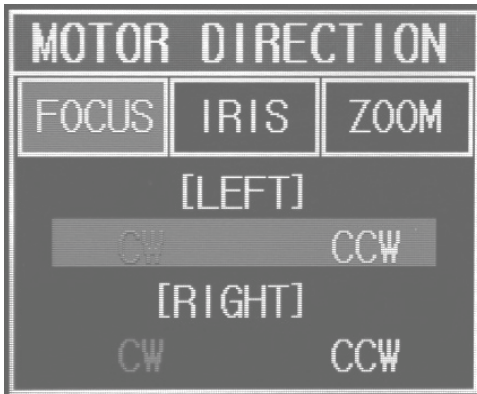 MOTOR DIRECTION
FOCUS IRIS ZOOM
[LEFT]
CW CCW
[RIGHT]
CW CCW